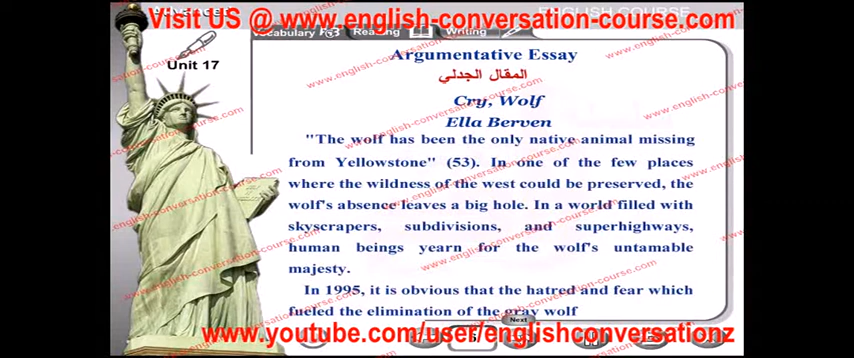 Visit US @ www.english-conversation-course.com
Vocabulary
Reading
Writing
Unit 17
Argumentative Essay
المقال الجدلي
Cry, Wolf
Ella Berven
"The wolf has been the only native animal missing
from Yellowstone" (53). In one of the few places
where the wildness of the west could be preserved, the
wolf's absence leaves a big hole. In a world filled with
skyscrapers, subdivisions, and superhighways,
human beings yearn for the wolf's untamable
majesty.
In 1995, it is obvious that the hatred and fear which
fueled the elimination of the gray wolf
Next
www.youtube.com/user/englishconversationz